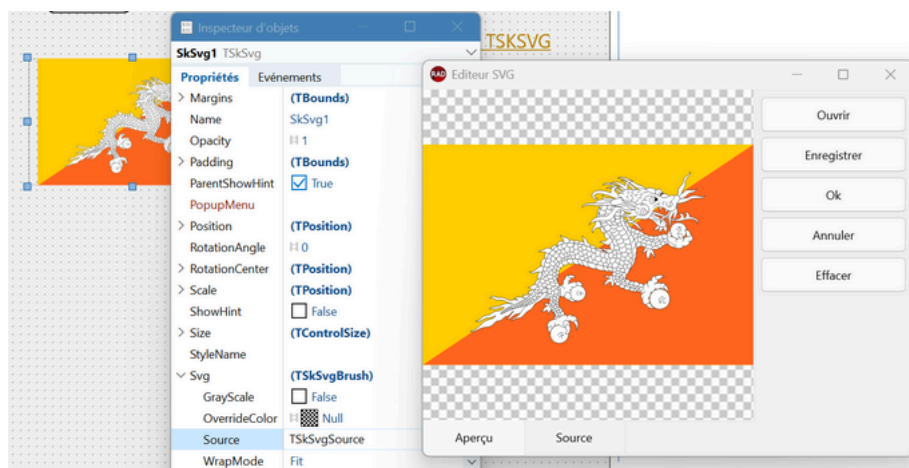 Inspecteur d'objets
TSKSVG
SkSvg1 TSkSvg
Propriétés Evénements
Margins (TBounds)
Name SkSvg1
Opacity 1
Padding (TBounds)
ParentShowHint True
PopupMenu
Position (TPosition)
RotationAngle 0
RotationCenter (TPosition)
Scale (TPosition)
ShowHint False
Size (TControlSize)
StyleName
Svg (TSkSvgBrush)
GrayScale False
OverrideColor Null
Source TSkSvgSource
WrapMode Fit
RAD Editeur SVG
Ouvrir
Enregistrer
Ok
Annuler
Effacer
Aperçu Source